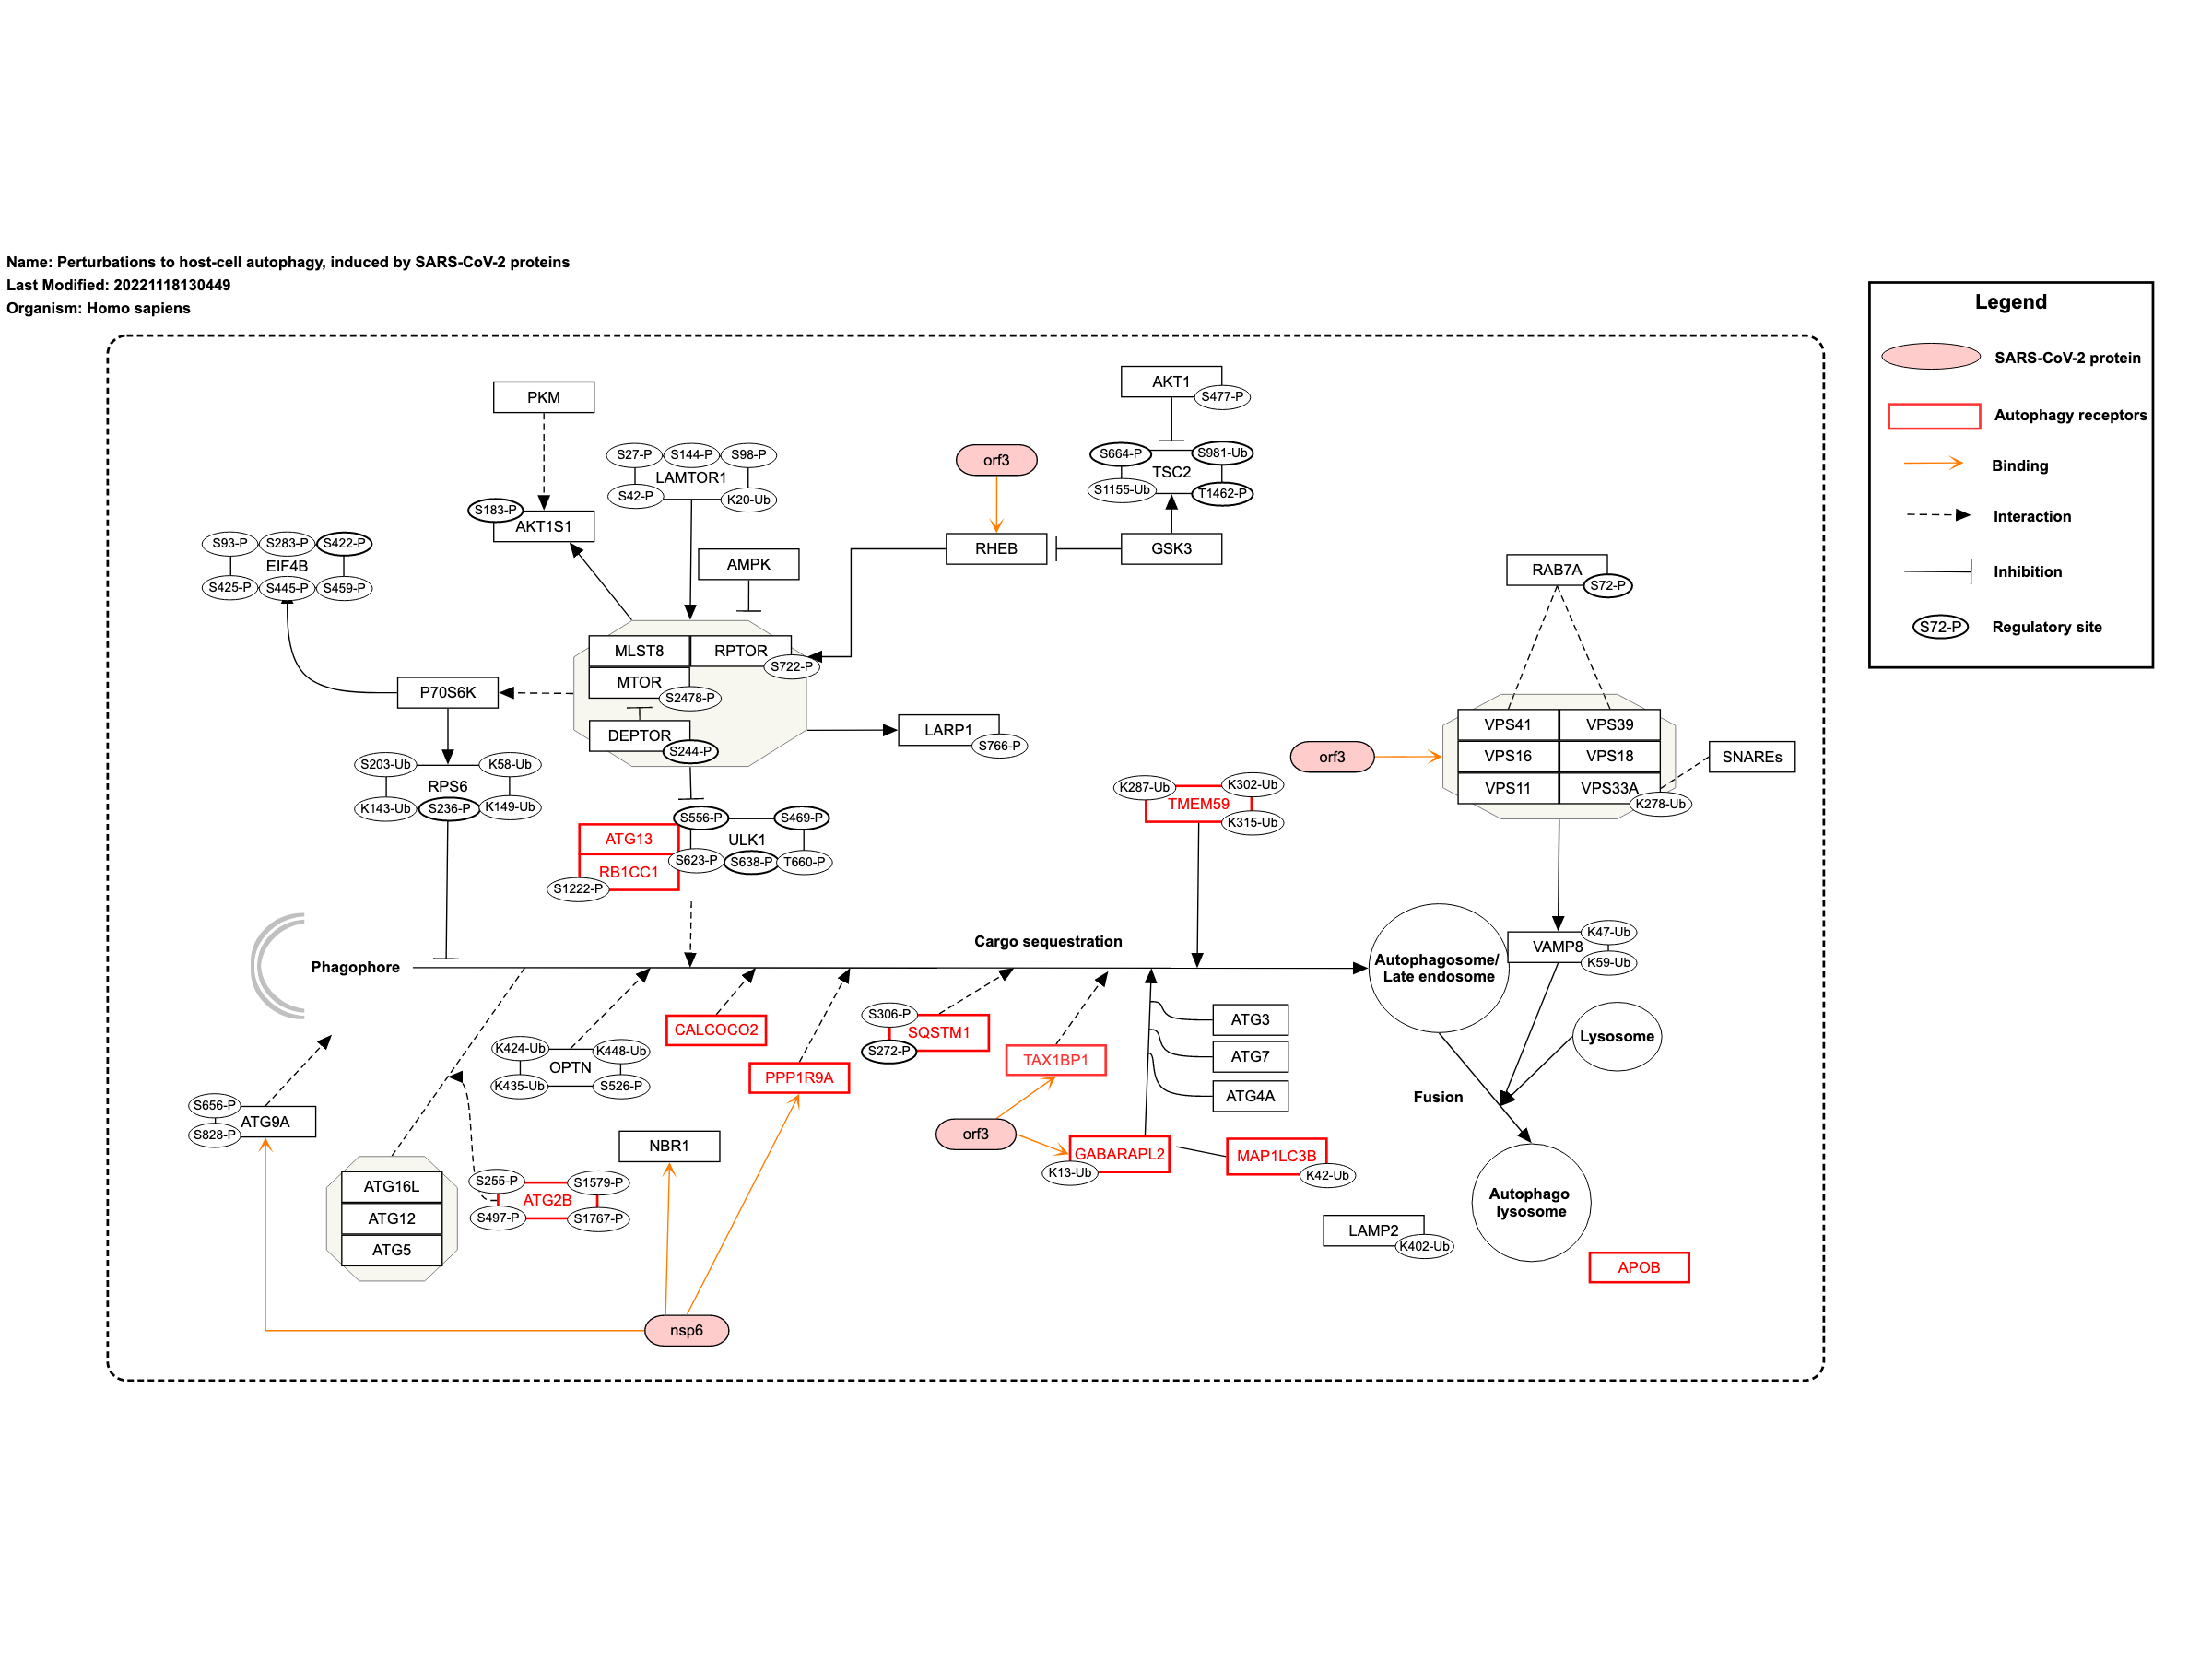 Name: Perturbations to host-cell autophagy, induced by SARS-CoV-2 proteins
Last Modified: 20221118130449
Organism: Homo sapiens
Legend
SARS-CoV-2 protein
Autophagy receptors
Binding
Interaction
Inhibition
S72-P
Regulatory site
PKM
S183-P
AKT1S1
S27-P
S144-P
S98-P
LAMTOR1
S42-P
K20-Ub
AMPK
orf3
RHEB
AKT1
S477-P
S664-P
S981-Ub
TSC2
S1155-Ub
T1462-P
GSK3
S93-P
S283-P
S422-P
EIF4B
S425-P
S445-P
S459-P
P70S6K
MLST8
RPTOR
S722-P
MTOR
S2478-P
DEPTOR
S244-P
LARP1
S766-P
RAB7A
S72-P
orf3
VPS41
VPS39
VPS16
VPS18
VPS11
VPS33A
K278-Ub
SNAREs
S203-Ub
K58-Ub
RPS6
K143-Ub
S236-P
K149-Ub
S556-P
S469-P
ATG13
ULK1
RB1CC1
S623-P
S638-P
T660-P
S1222-P
K287-Ub
K302-Ub
TMEM59
K315-Ub
Phagophore
Cargo sequestration
Autophagosome/
Late endosome
VAMP8
K47-Ub
K59-Ub
Lysosome
Fusion
Autophago
lysosome
S656-P
ATG9A
S828-P
K424-Ub
K448-Ub
OPTN
K435-Ub
S526-P
CALCOCO2
PPP1R9A
S306-P
SQSTM1
S272-P
TAX1BP1
ATG3
ATG7
ATG4A
orf3
GABARAPL2
K13-Ub
MAP1LC3B
K42-Ub
NBR1
ATG16L
ATG12
ATG5
S255-P
S1579-P
ATG2B
S497-P
S1767-P
LAMP2
K402-Ub
APOB
nsp6